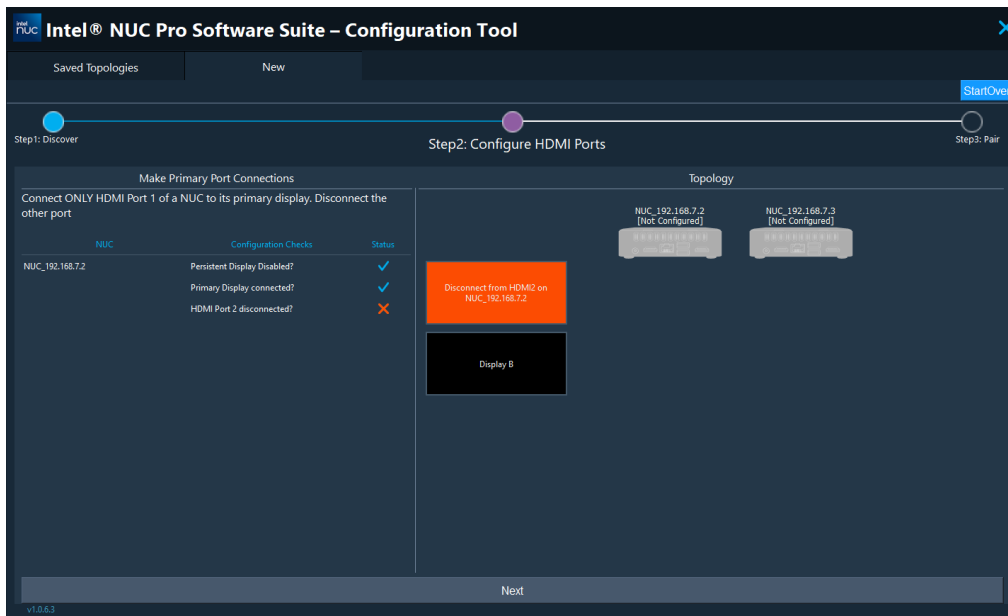 intel
nuc
Intel® NUC Pro Software Suite – Configuration Tool
Saved Topologies
New
StartOver
Step1: Discover
Step2: Configure HDMI Ports
Step3: Pair
Make Primary Port Connections
Connect ONLY HDMI Port 1 of a NUC to its primary display. Disconnect the
other port
NUC
Configuration Checks
Status
NUC_192.168.7.2
Persistent Display Disabled?
Primary Display connected?
HDMI Port 2 disconnected?
Topology
NUC_192.168.7.2
[Not Configured]
NUC_192.168.7.3
[Not Configured]
Disconnect from HDMI2 on
NUC_192.168.7.2
Display B
Next
v1.0.6.3